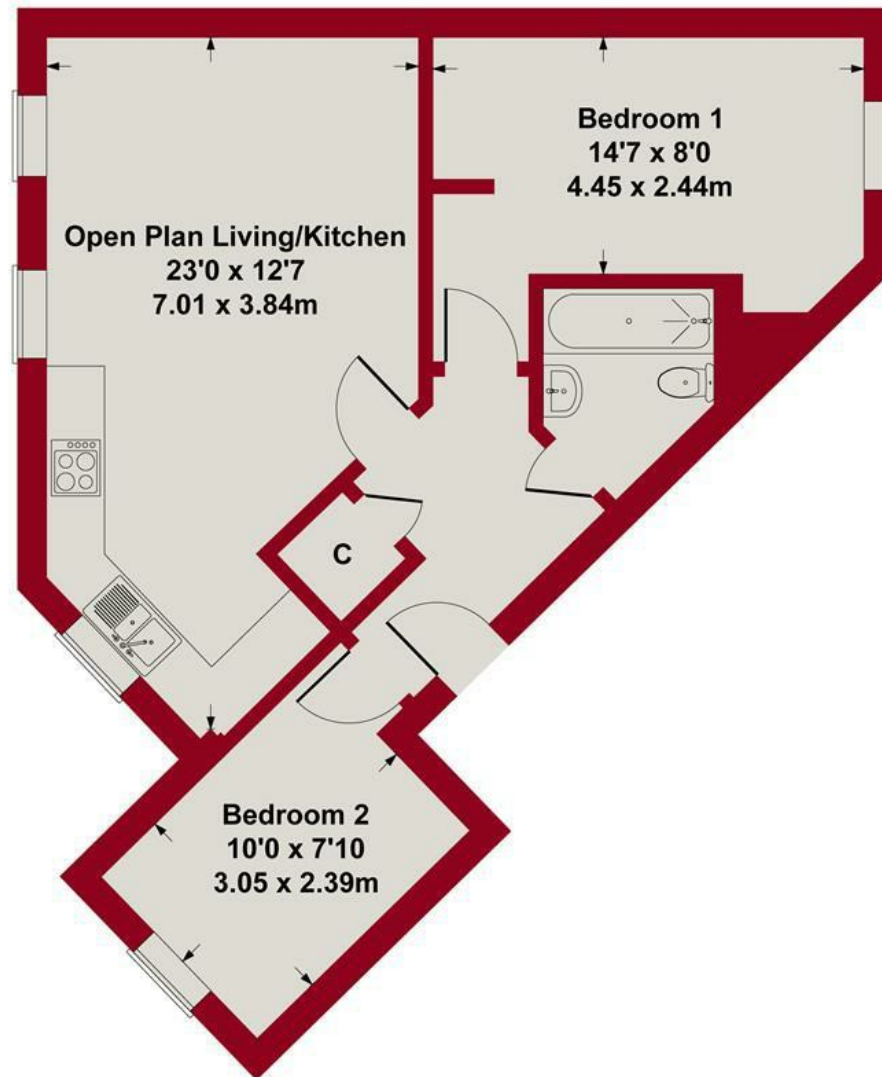 Bedroom 1
14'7 x 8'0
4.45 x 2.44m
Open Plan Living/Kitchen
23'0 x 12'7
7.01 x 3.84m
C
Bedroom 2
10'0 x 7'10
3.05 x 2.39m